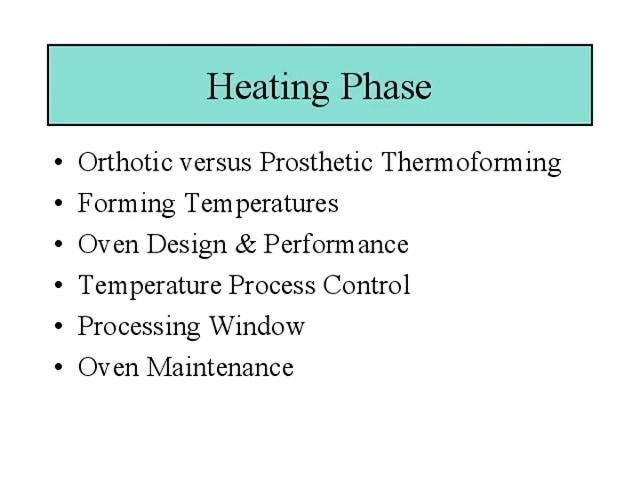 Heating Phase
• Orthotic versus Prosthetic Thermoforming
• Forming Temperatures
• Oven Design & Performance
• Temperature Process Control
• Processing Window
• Oven Maintenance